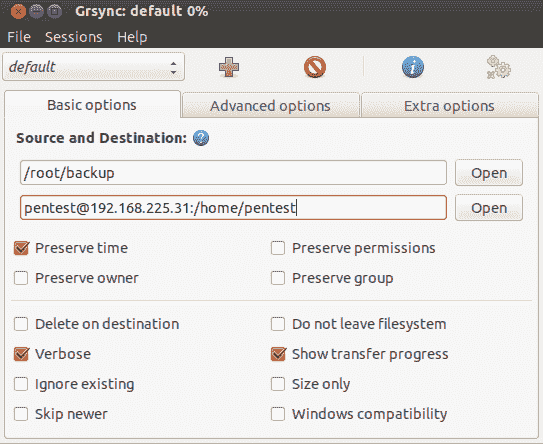 Grsync: default 0%
File Sessions Help
default
Basic options Advanced options Extra options
Source and Destination:
/root/backup Open
pentest@192.168.225.31:/home/pentest Open
Preserve time Preserve permissions
Preserve owner Preserve group
Delete on destination Do not leave filesystem
Verbose Show transfer progress
Ignore existing Size only
Skip newer Windows compatibility